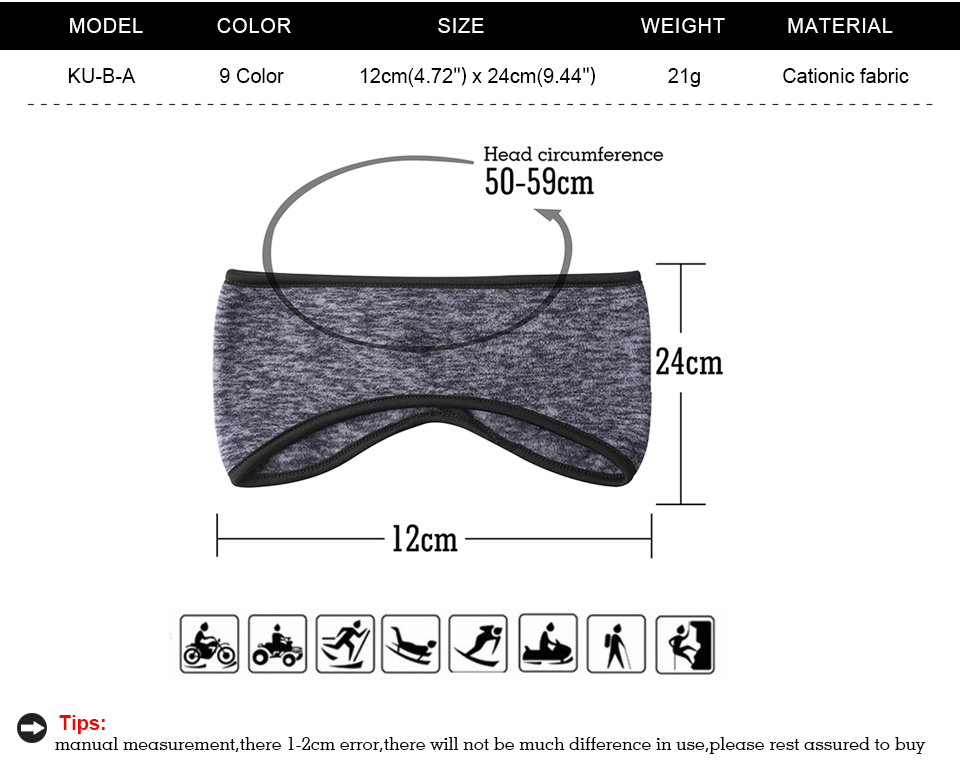 MODEL COLOR SIZE WEIGHT MATERIAL
KU-B-A 9 Color 12cm(4.72") x 24cm(9.44") 21g Cationic fabric
Head circumference
50-59cm
24cm
12cm
Tips:
manual measurement,there 1-2cm error,there will not be much difference in use,please rest assured to buy